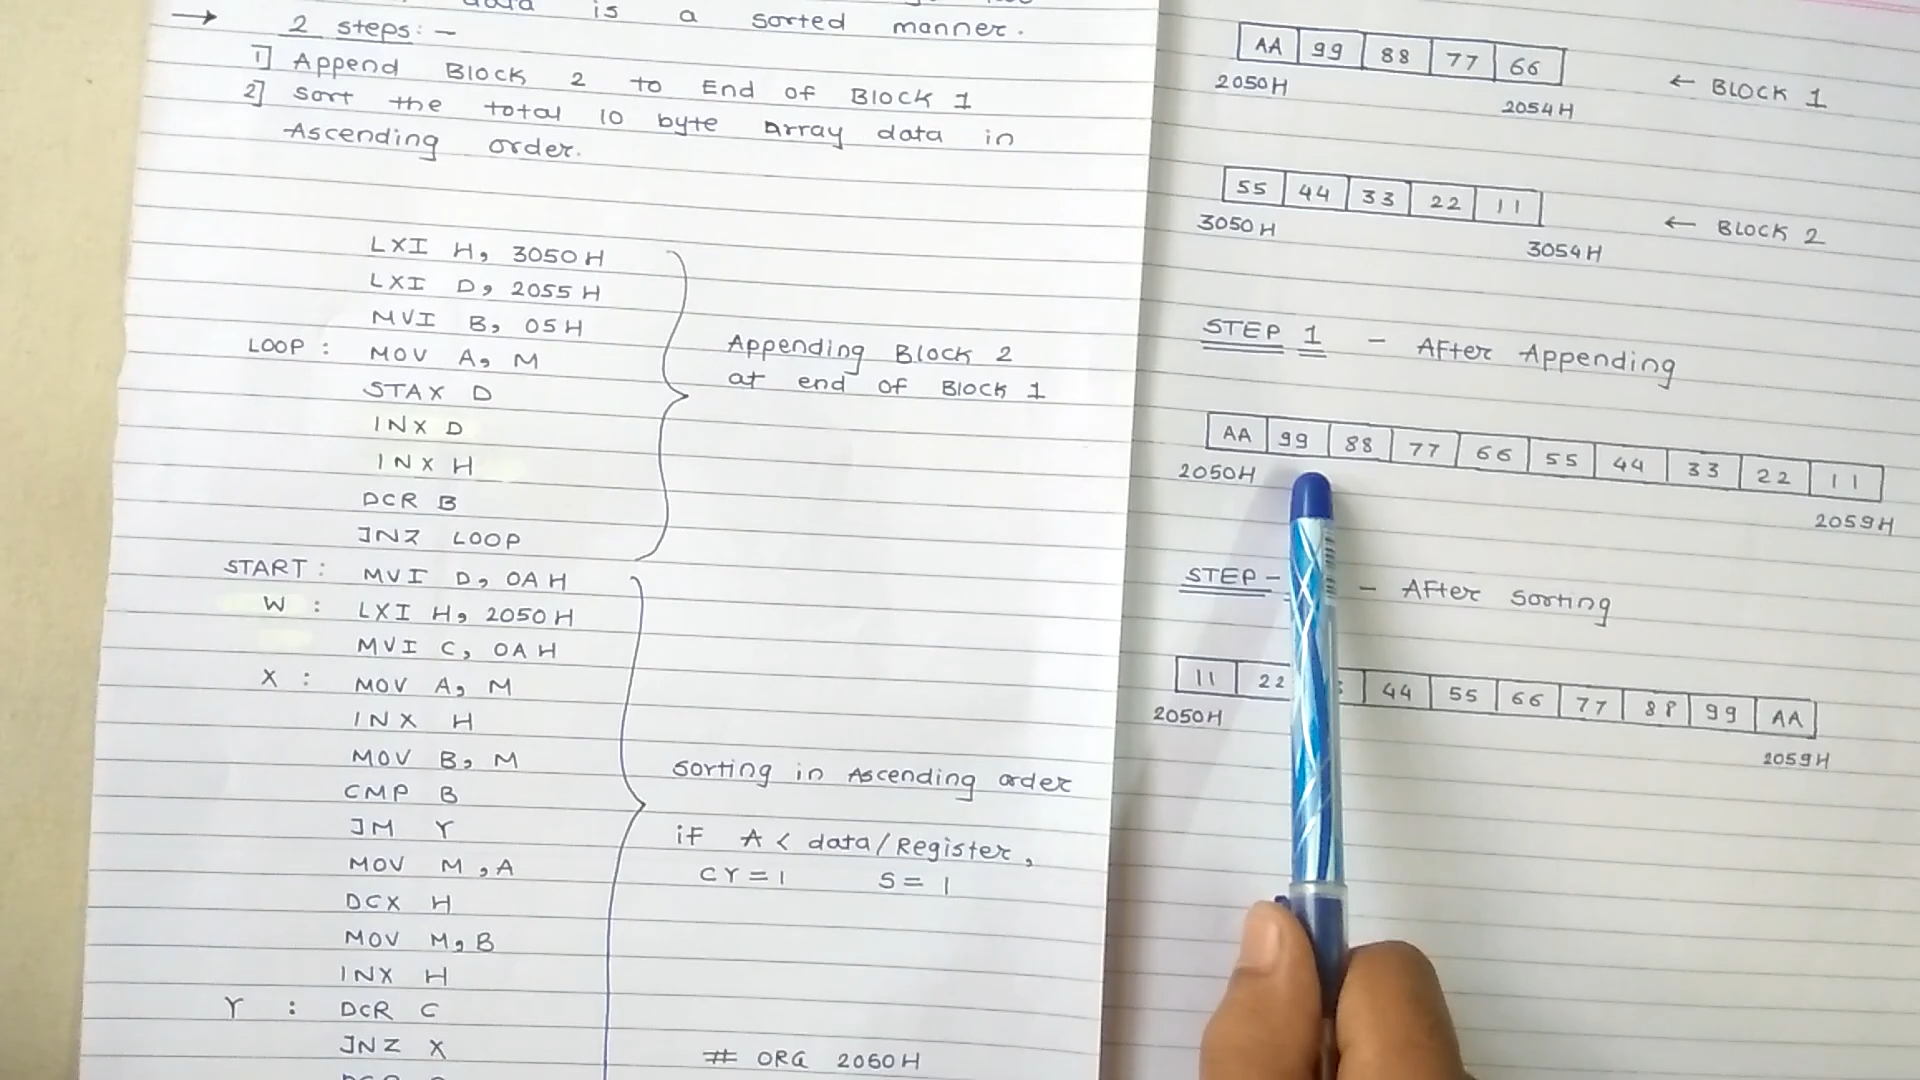 is a sorted manner.
→ 2 steps: -
1] Append Block 2 to End of Block 1
2] sort the total 10 byte array data in
Ascending order.
LXI H, 3050H
LXI D, 2055H
MVI B, 05H
LOOP : MOV A, M
STAX D
INX D
INX H
DCR B
JNZ LOOP
Appending Block 2
at end of Block 1
START : MVI D, 0AH
W : LXI H, 2050H
MVI C, 0AH
X : MOV A, M
INX H
MOV B, M
CMP B
JM Y
MOV M, A
DCX H
MOV M, B
INX H
Y : DCR C
JNZ X
sorting in Ascending order
if A < data/Register,
CY = 1 S = 1
# ORG 2050H
AA 99 88 77 66
2050H 2054H
← BLOCK 1
55 44 33 22 11
3050H 3054H
← BLOCK 2
STEP 1 - After Appending
AA 99 88 77 66 55 44 33 22 11
2050H 2059H
STEP - - After sorting
11 22 44 55 66 77 88 99 AA
2050H 2059H